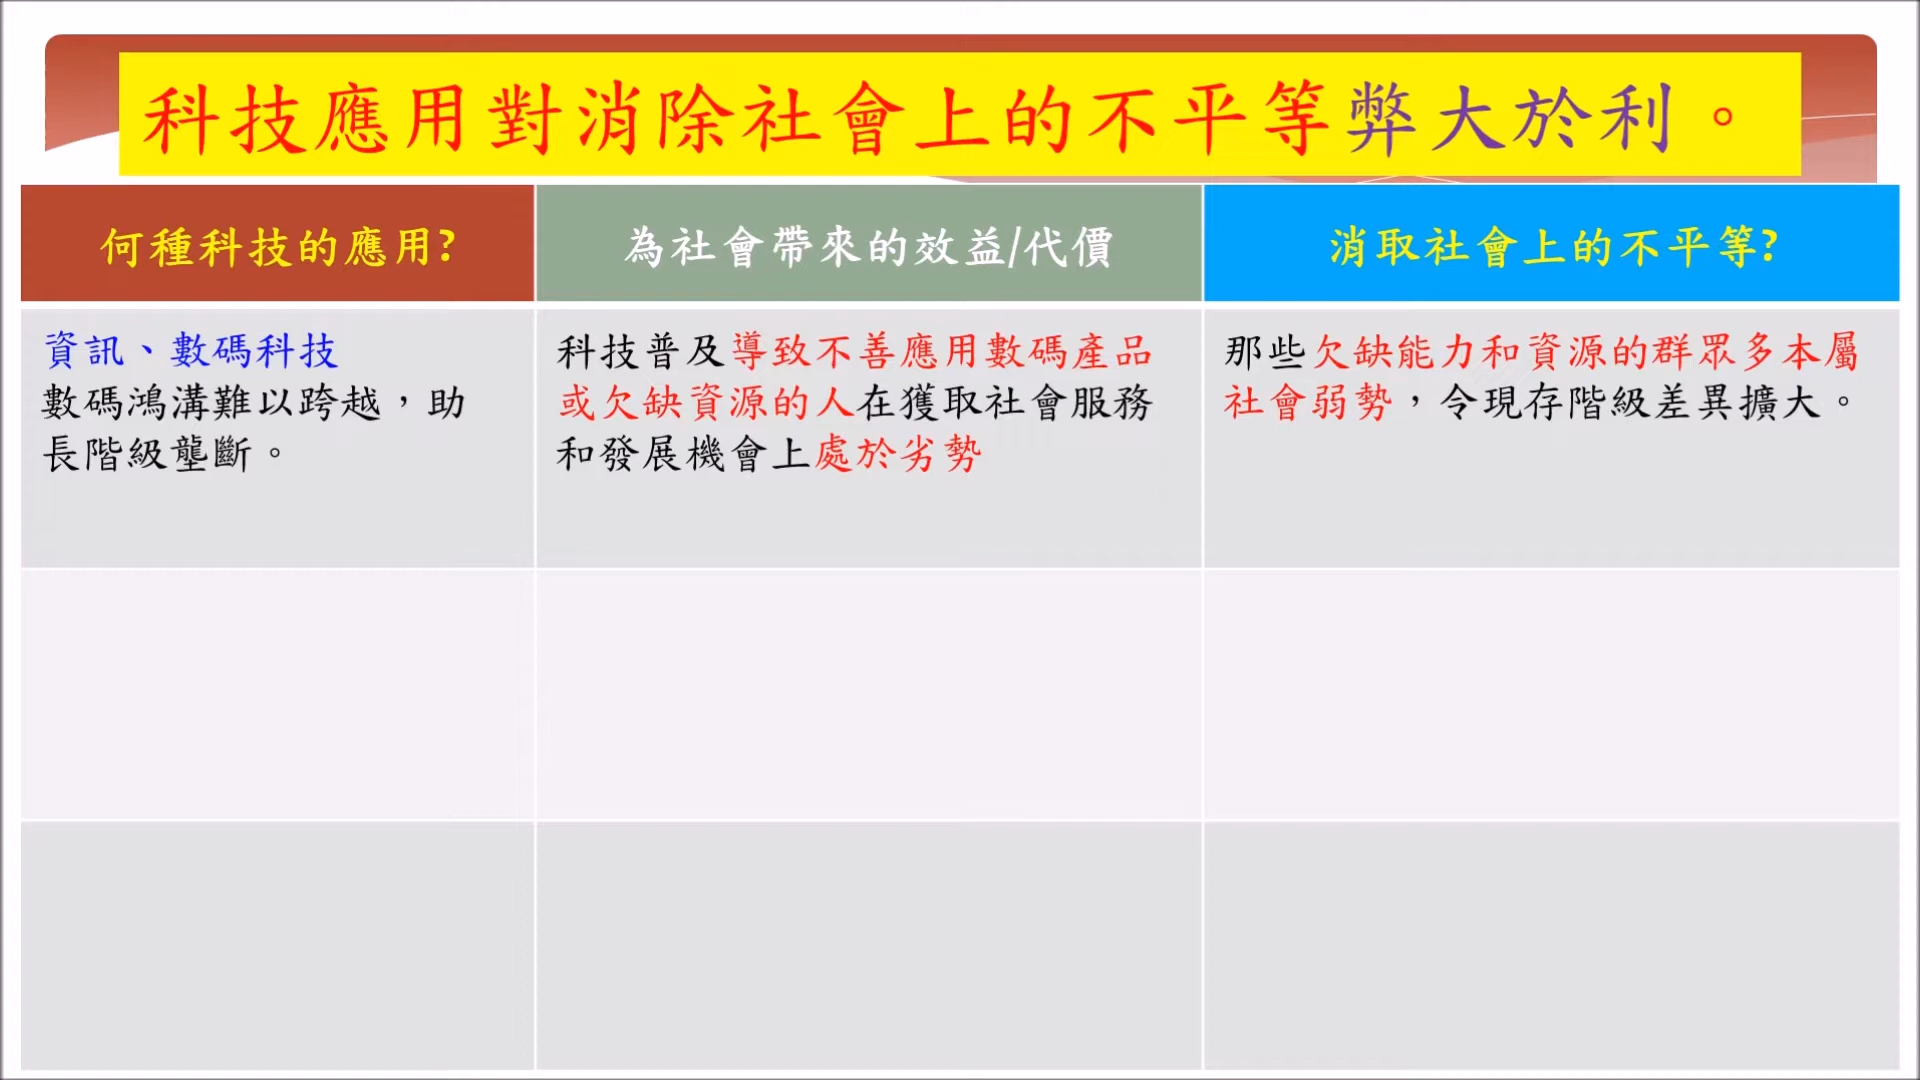 科技應用對消除社會上的不平等弊大於利。
何種科技的應用?
為社會帶來的效益/代價
消取社會上的不平等?
資訊、數碼科技
數碼鴻溝難以跨越，助
長階級壟斷。
科技普及導致不善應用數碼產品
或欠缺資源的人在獲取社會服務
和發展機會上處於劣勢
那些欠缺能力和資源的群眾多本屬
社會弱勢，令現存階級差異擴大。